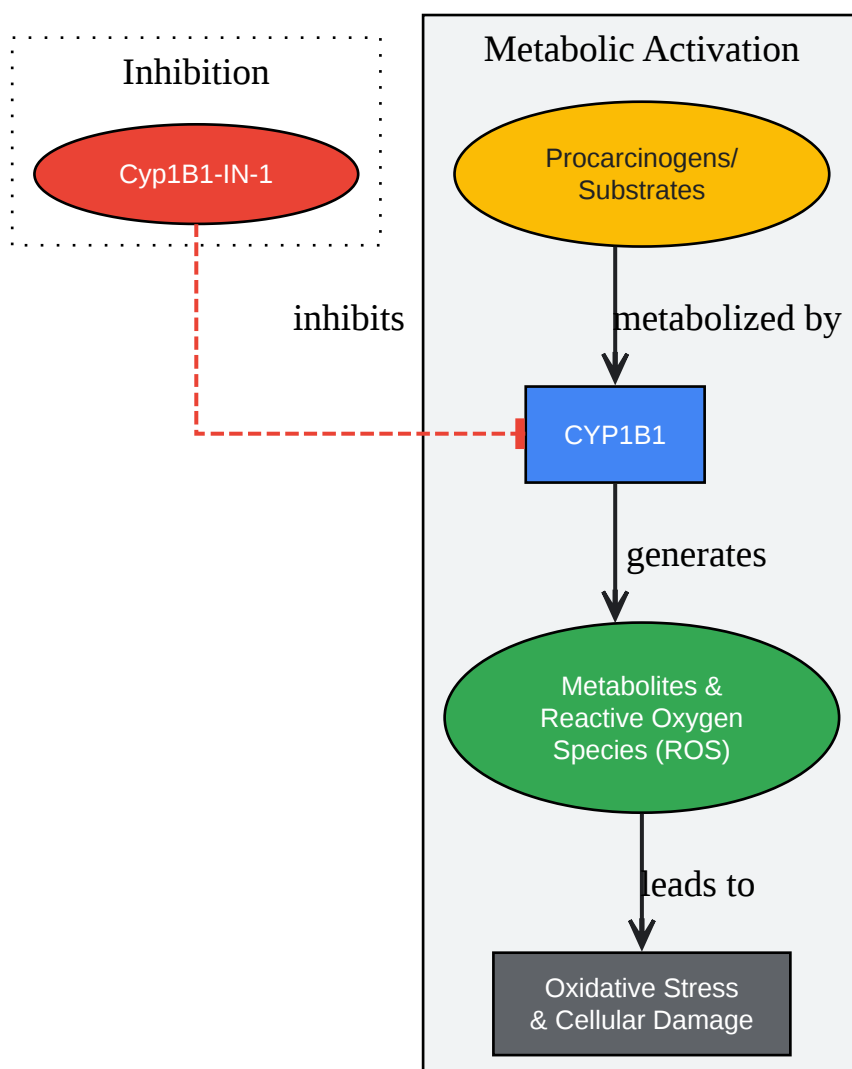 Inhibition
Cyp1B1-IN-1
inhibits
Metabolic Activation
Procarcinogens/
Substrates
metabolized by
CYP1B1
generates
Metabolites &
Reactive Oxygen
Species (ROS)
leads to
Oxidative Stress
& Cellular Damage